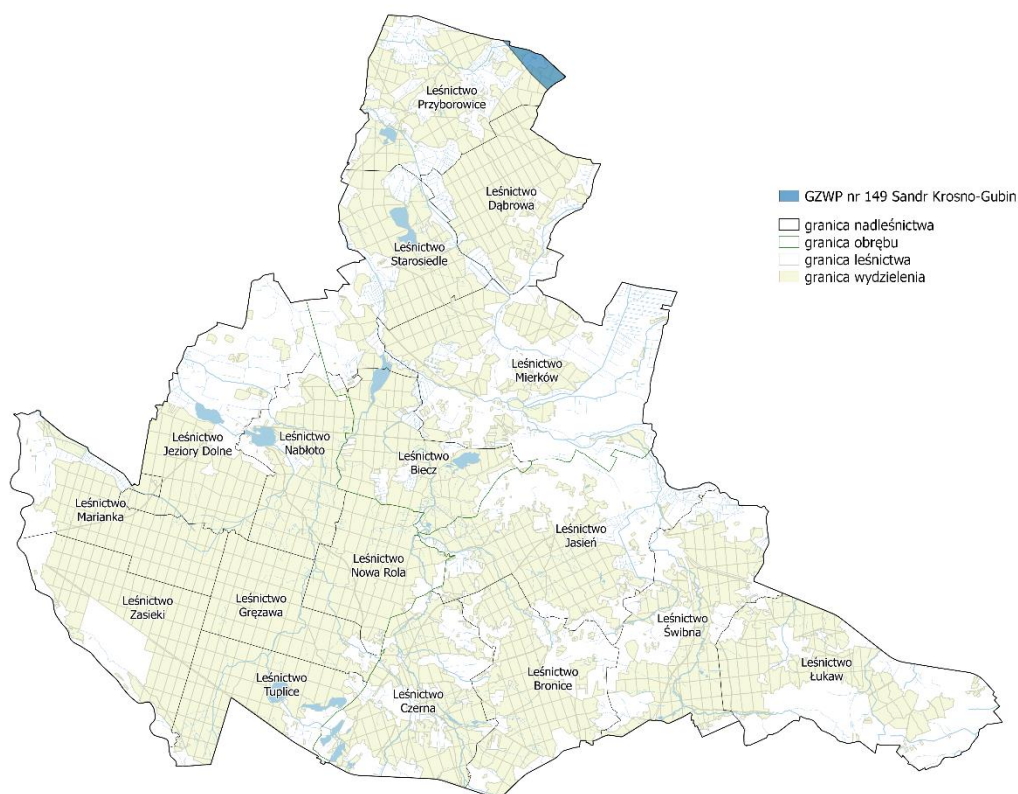 Leśnictwo
Przyborowice
Leśnictwo
Dąbrowa
GZWP nr 149 Sandr Krosno-Gubin
granica nadleśnictwa
granica obrębu
granica leśnictwa
granica wydzielenia
Leśnictwo
Starosiedle
Leśnictwo
Mierków
Leśnictwo
Jeziory Dolne
Leśnictwo
Nabłoto
Leśnictwo
Biecz
Leśnictwo
Marianka
Leśnictwo
Jasień
Leśnictwo
Nowa Rola
Leśnictwo
Zasieki
Leśnictwo
Gręzawa
Leśnictwo
Świbna
Leśnictwo
Tuplice
Leśnictwo
Czerna
Leśnictwo
Bronice
Leśnictwo
Łukaw